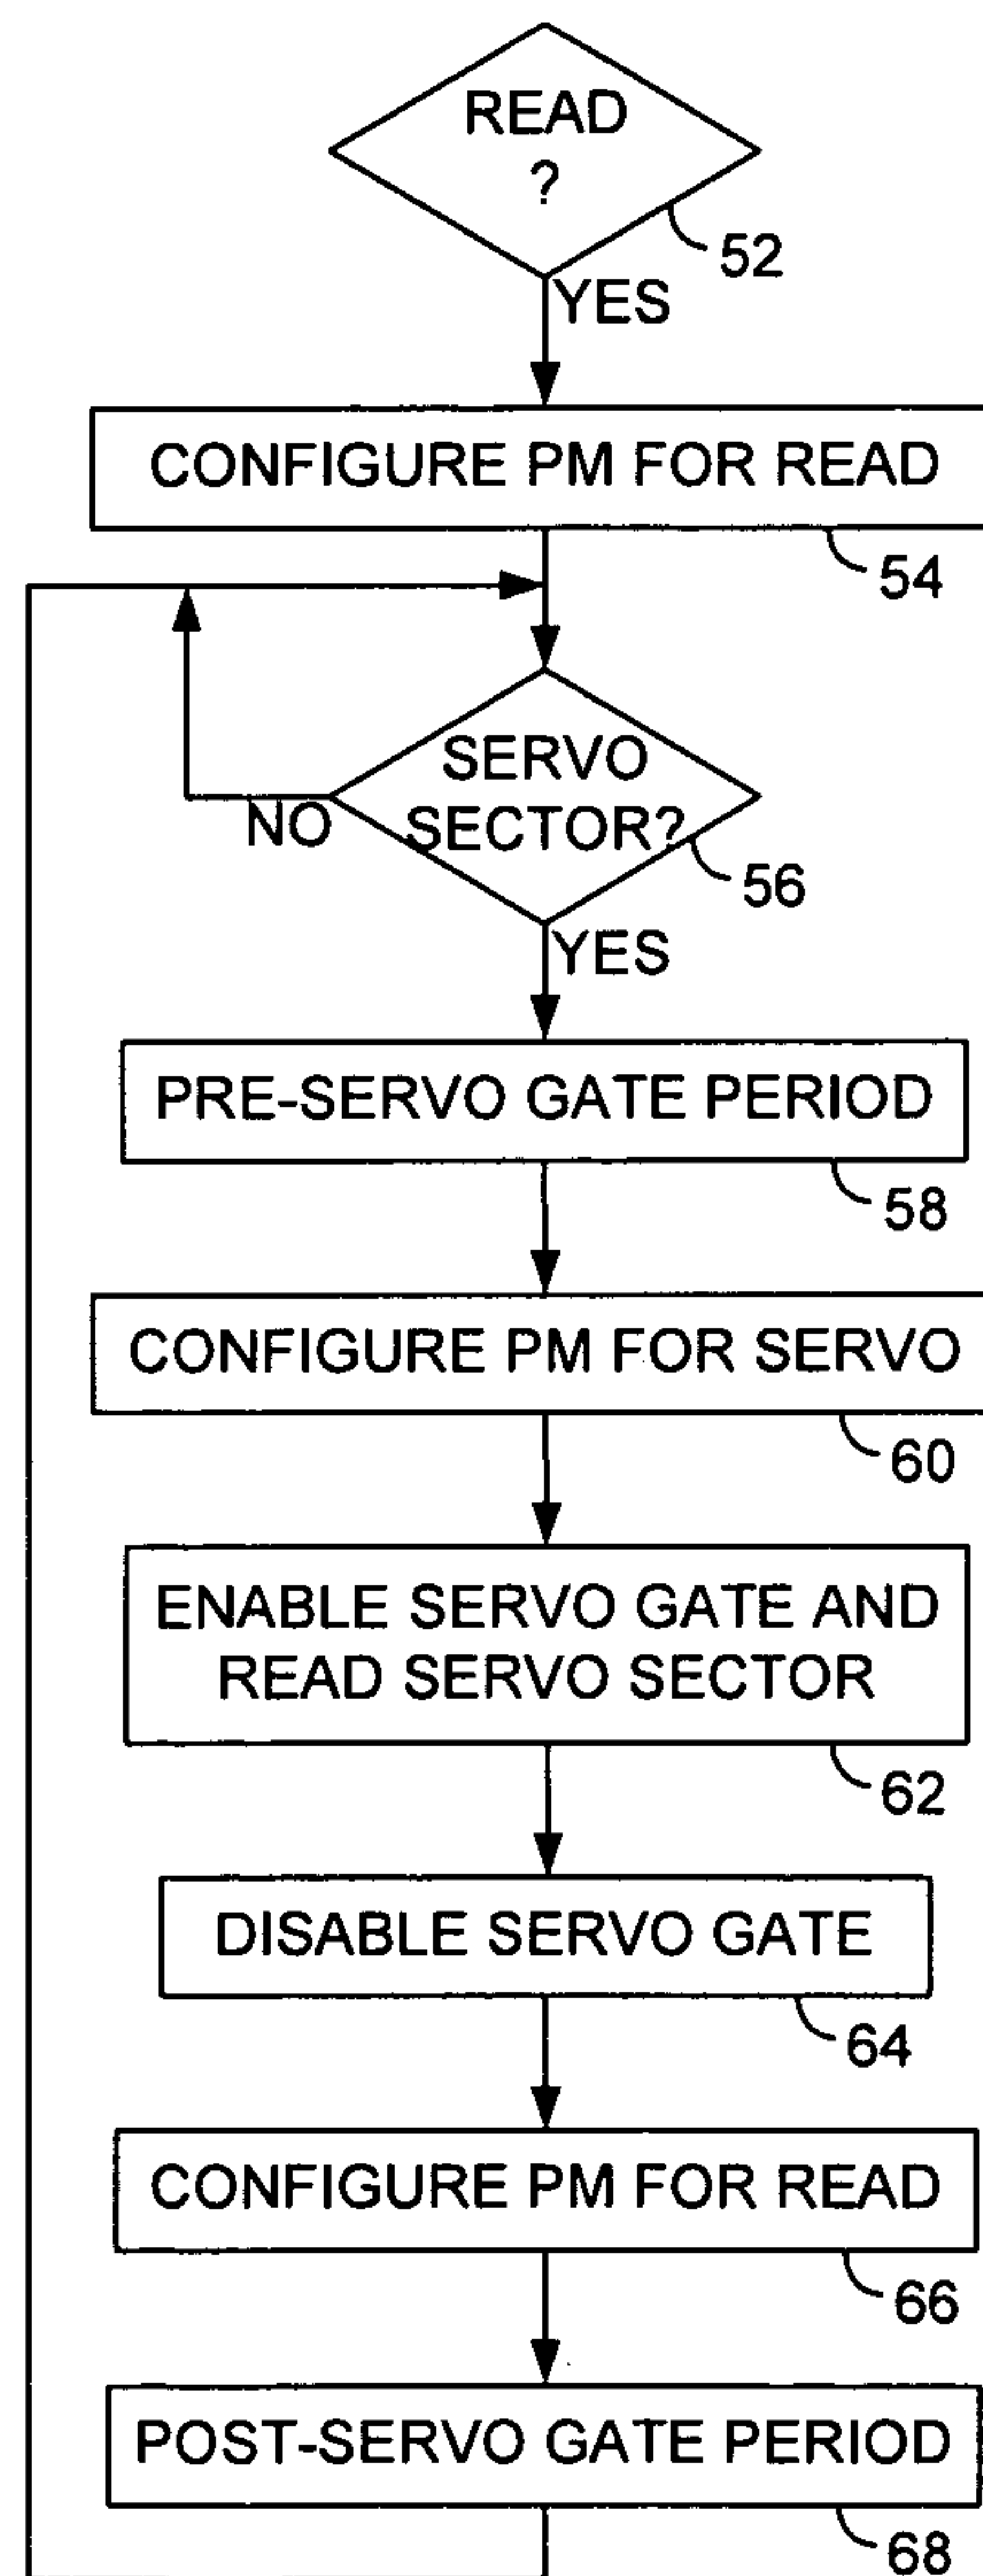 READ
?
52
YES
CONFIGURE PM FOR READ
54
SERVO
SECTOR?
NO
56
YES
PRE-SERVO GATE PERIOD
58
CONFIGURE PM FOR SERVO
60
ENABLE SERVO GATE AND
READ SERVO SECTOR
62
DISABLE SERVO GATE
64
CONFIGURE PM FOR READ
66
POST-SERVO GATE PERIOD
68